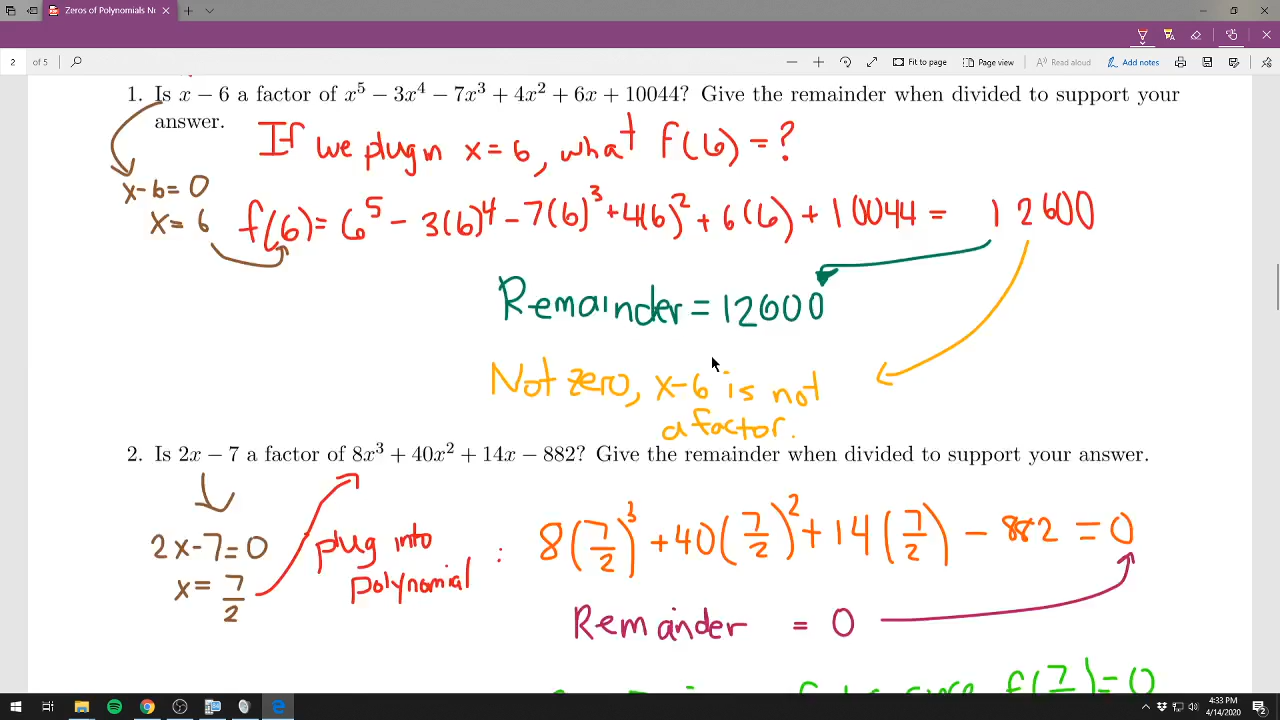 Zeros of Polynomials No
2 of 5
Fit to page
Page view
Read aloud
Add notes
1. Is x − 6 a factor of x⁵ − 3x⁴ − 7x³ + 4x² + 6x + 10044? Give the remainder when divided to support your
answer.
If we plug in x = 6, what f(6) = ?
x-6=0
x= 6
f(6)= 6⁵ - 3(6)⁴ - 7(6)³ + 4(6)² + 6(6) + 10044 = 12600
Remainder = 12600
Not zero, x-6 is not
a factor.
2. Is 2x − 7 a factor of 8x³ + 40x² + 14x − 882? Give the remainder when divided to support your answer.
2x-7=0
x= 7/2
plug into
polynomial :
8(7/2)³ + 40(7/2)² + 14(7/2) - 882 = 0
Remainder = 0
since f(7/2)=0
4:33 PM
4/14/2020